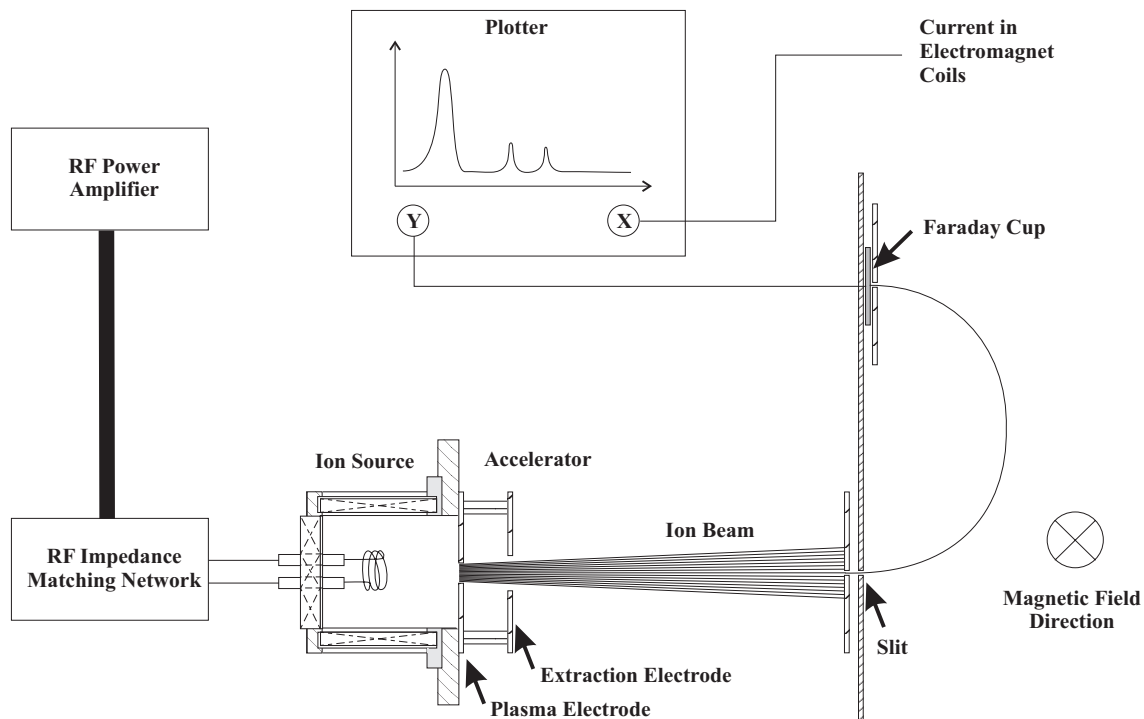 Plotter
Current in
Electromagnet
Coils
RF Power
Amplifier
Y
X
Faraday Cup
Ion Source
Accelerator
Ion Beam
RF Impedance
Matching Network
Magnetic Field
Direction
Slit
Extraction Electrode
Plasma Electrode